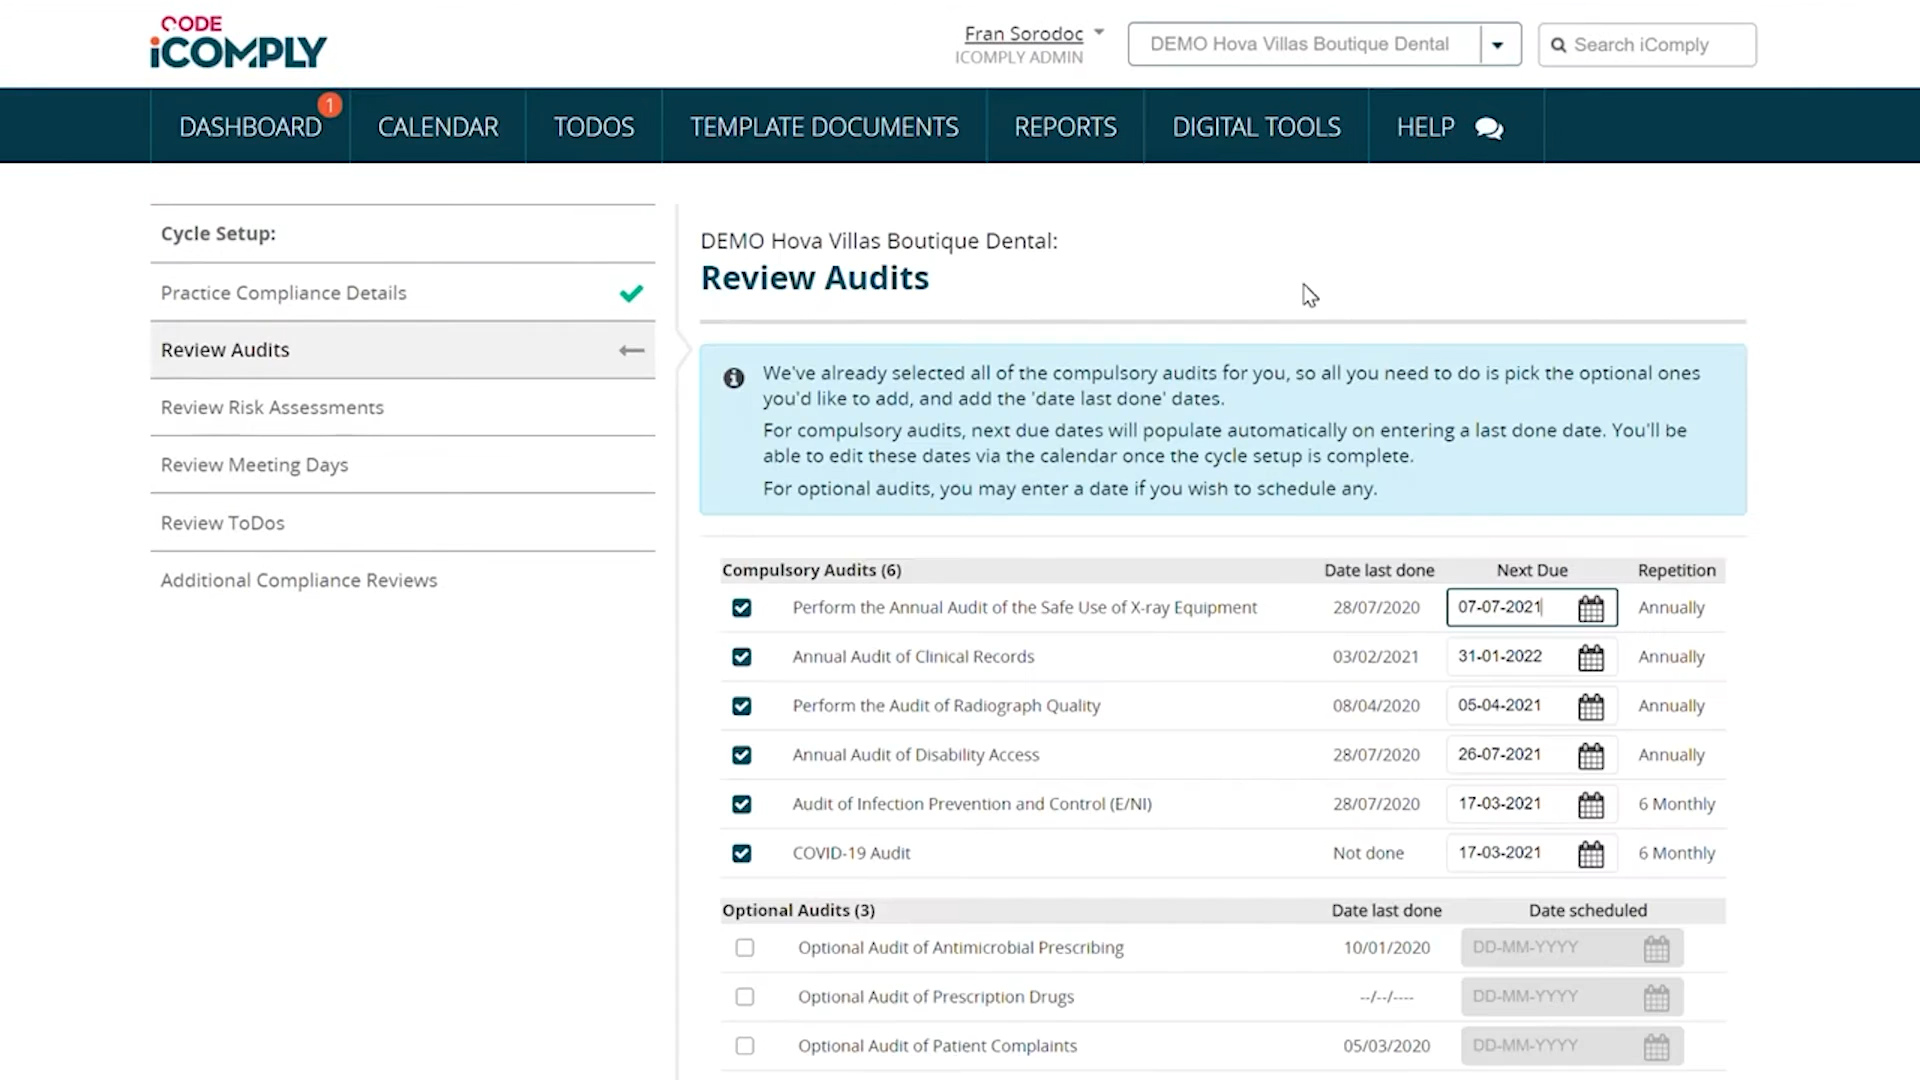 CODE
iCOMPLY
Fran Sorodoc
ICOMPLY ADMIN
DEMO Hova Villas Boutique Dental
Search iComply
DASHBOARD 1
CALENDAR
TODOS
TEMPLATE DOCUMENTS
REPORTS
DIGITAL TOOLS
HELP
Cycle Setup:
Practice Compliance Details
Review Audits
Review Risk Assessments
Review Meeting Days
Review ToDos
Additional Compliance Reviews
DEMO Hova Villas Boutique Dental:
Review Audits
We've already selected all of the compulsory audits for you, so all you need to do is pick the optional ones
you'd like to add, and add the 'date last done' dates.
For compulsory audits, next due dates will populate automatically on entering a last done date. You'll be
able to edit these dates via the calendar once the cycle setup is complete.
For optional audits, you may enter a date if you wish to schedule any.
Compulsory Audits (6) Date last done Next Due Repetition
Perform the Annual Audit of the Safe Use of X-ray Equipment 28/07/2020 07-07-2021 Annually
Annual Audit of Clinical Records 03/02/2021 31-01-2022 Annually
Perform the Audit of Radiograph Quality 08/04/2020 05-04-2021 Annually
Annual Audit of Disability Access 28/07/2020 26-07-2021 Annually
Audit of Infection Prevention and Control (E/NI) 28/07/2020 17-03-2021 6 Monthly
COVID-19 Audit Not done 17-03-2021 6 Monthly
Optional Audits (3) Date last done Date scheduled
Optional Audit of Antimicrobial Prescribing 10/01/2020 DD-MM-YYYY
Optional Audit of Prescription Drugs --/--/---- DD-MM-YYYY
Optional Audit of Patient Complaints 05/03/2020 DD-MM-YYYY